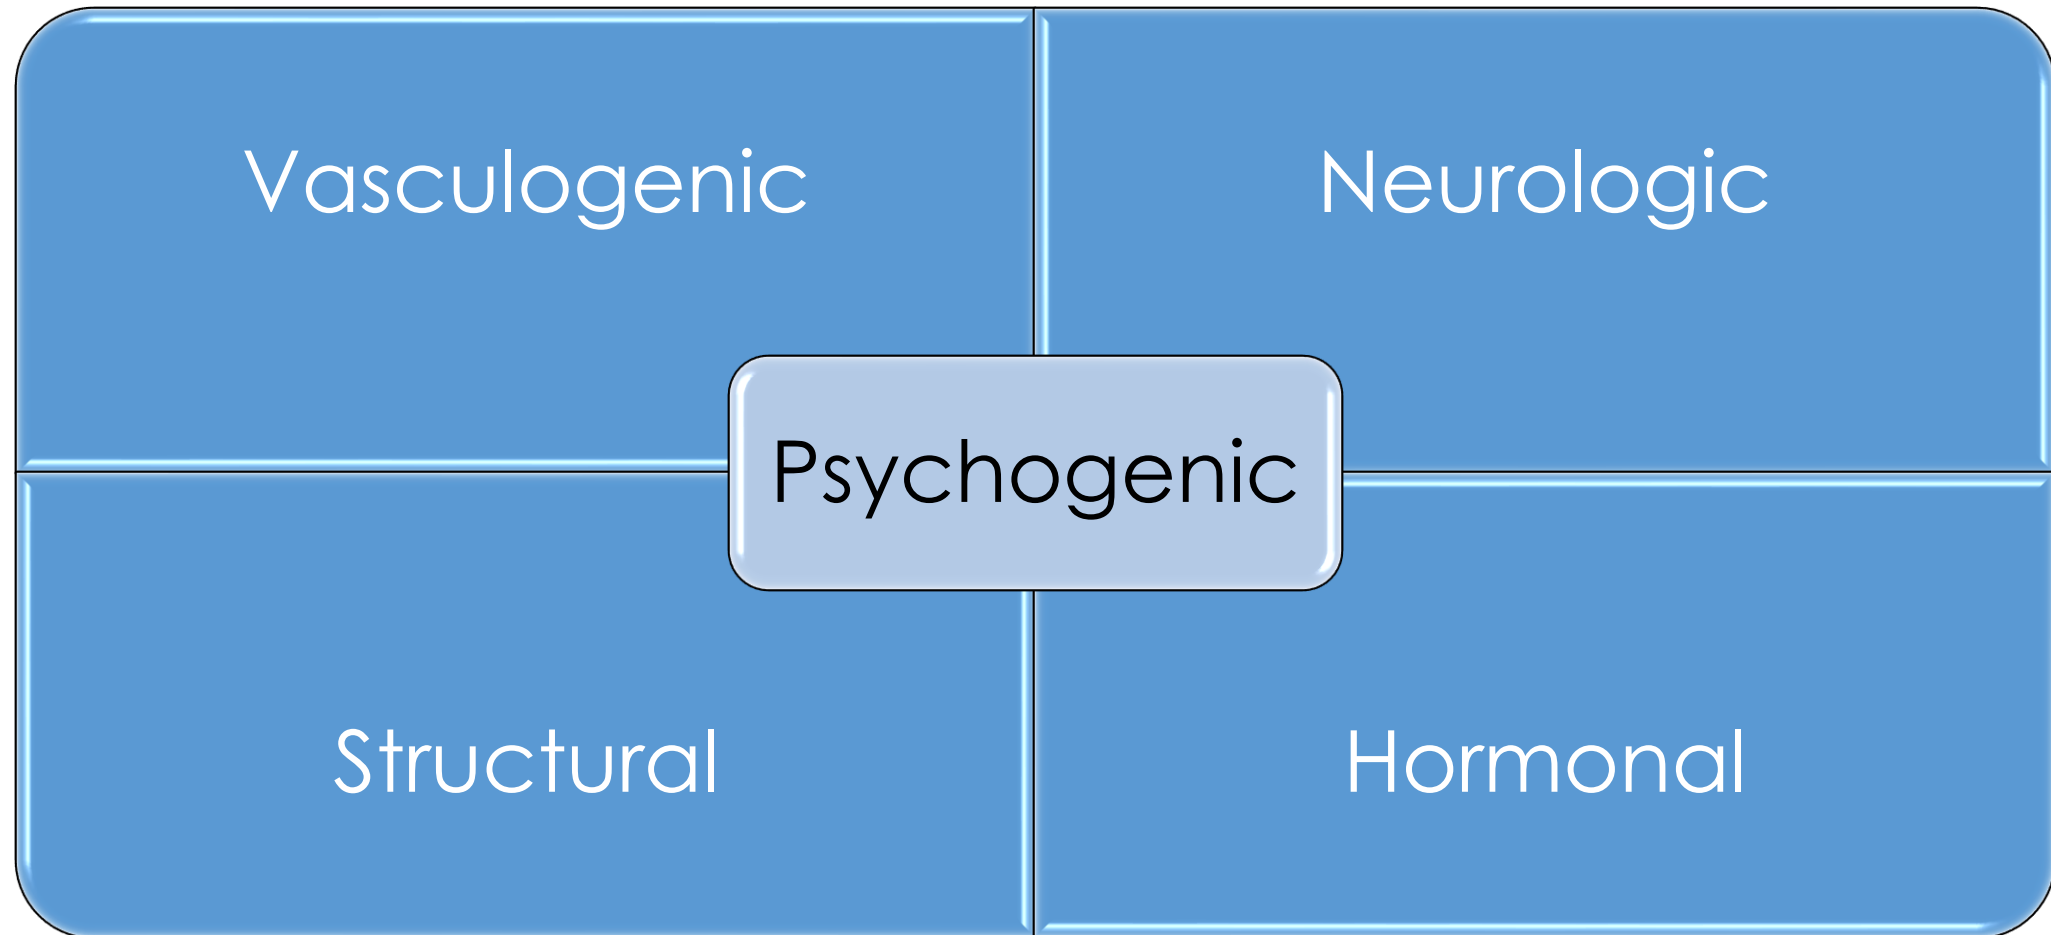 Vasculogenic
Neurologic
Psychogenic
Structural
Hormonal